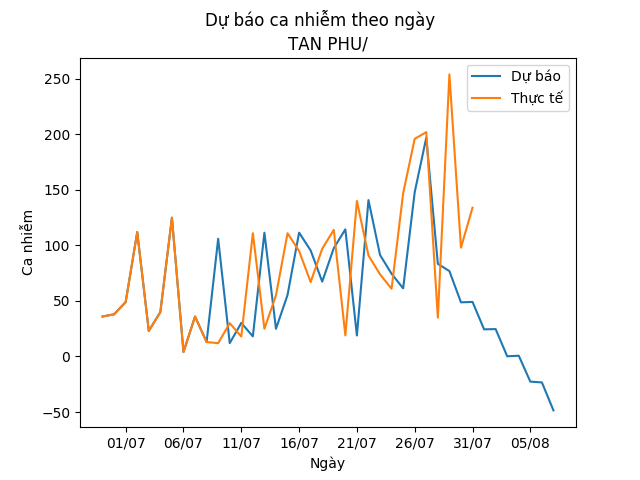 Dự báo ca nhiễm theo ngày
TAN PHU/
Dự báo
Thực tế
Ca nhiễm
250
200
150
100
50
0
−50
01/07 06/07 11/07 16/07 21/07 26/07 31/07 05/08
Ngày